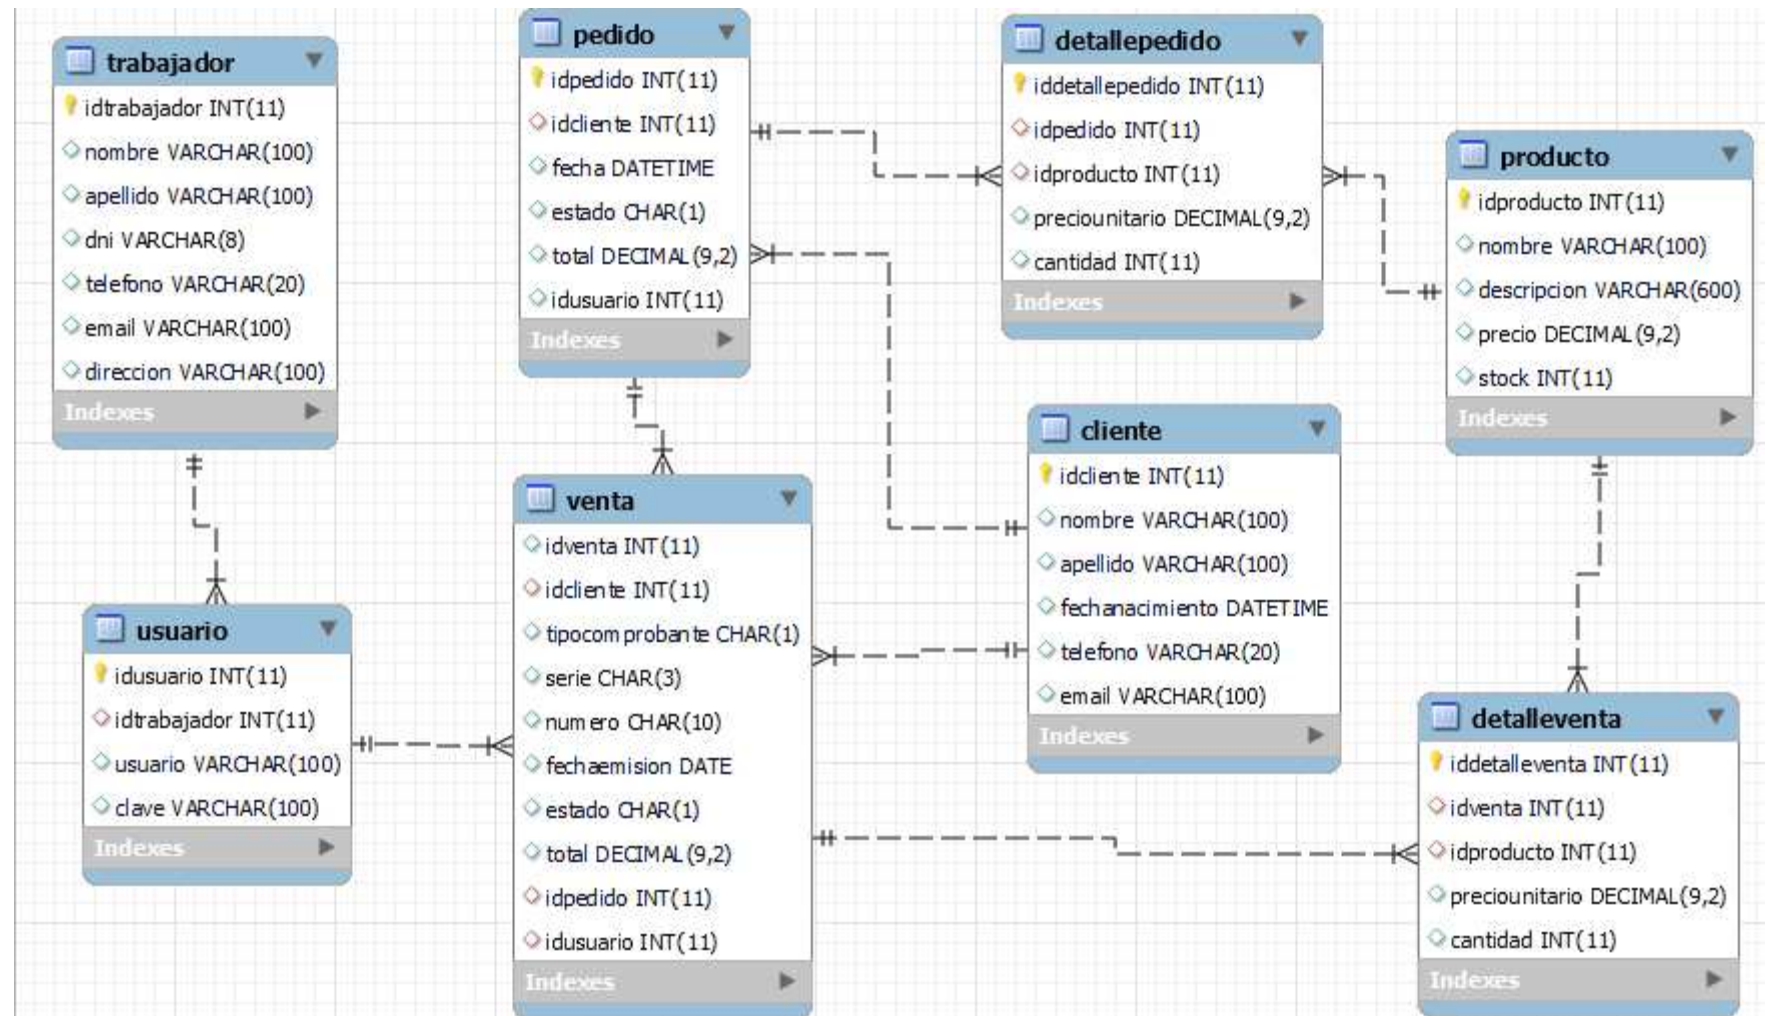 trabajador
idtrabajador INT(11)
nombre VARCHAR(100)
apellido VARCHAR(100)
dni VARCHAR(8)
telefono VARCHAR(20)
email VARCHAR(100)
direccion VARCHAR(100)
Indexes
pedido
idpedido INT(11)
idcliente INT(11)
fecha DATETIME
estado CHAR(1)
total DECIMAL(9,2)
idusuario INT(11)
Indexes
detallepedido
iddetallepedido INT(11)
idpedido INT(11)
idproducto INT(11)
preciounitario DECIMAL(9,2)
cantidad INT(11)
Indexes
producto
idproducto INT(11)
nombre VARCHAR(100)
descripcion VARCHAR(600)
precio DECIMAL(9,2)
stock INT(11)
Indexes
cliente
idcliente INT(11)
nombre VARCHAR(100)
apellido VARCHAR(100)
fechanacimiento DATETIME
telefono VARCHAR(20)
email VARCHAR(100)
Indexes
venta
idventa INT(11)
idcliente INT(11)
tipocomprobante CHAR(1)
serie CHAR(3)
numero CHAR(10)
fechaemision DATE
estado CHAR(1)
total DECIMAL(9,2)
idpedido INT(11)
idusuario INT(11)
Indexes
usuario
idusuario INT(11)
idtrabajador INT(11)
usuario VARCHAR(100)
clave VARCHAR(100)
Indexes
detalleventa
iddetalleventa INT(11)
idventa INT(11)
idproducto INT(11)
preciounitario DECIMAL(9,2)
cantidad INT(11)
Indexes